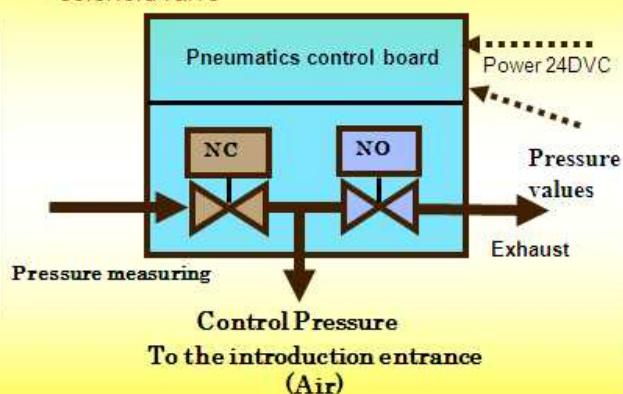 Pneumatics control board
Power 24DVC
NC
NO
Pressure
values
Exhaust
Pressure measuring
Control Pressure
To the introduction entrance
(Air)